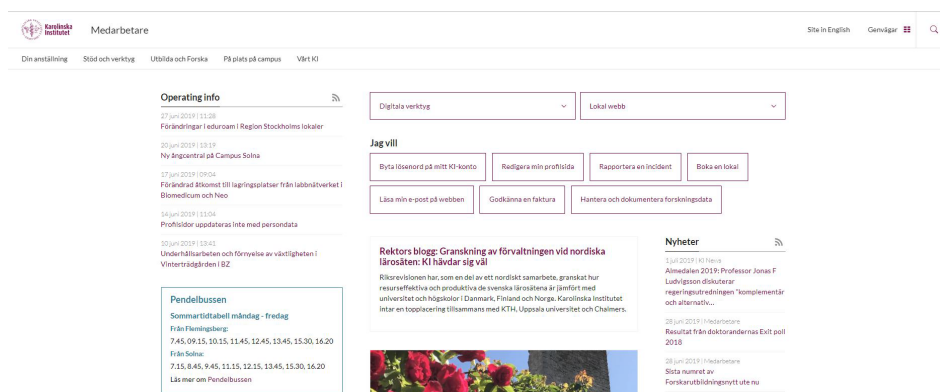 Karolinska
Institutet
Medarbetare
Site in English
Genvägar
Din anställning
Stöd och verktyg
Utbilda och Forska
På plats på campus
Vårt KI
Operating info
27 juni 2019 | 11:28
Förändringar i eduroam i Region Stockholms lokaler
20 juni 2019 | 13:19
Ny ångcentral på Campus Solna
17 juni 2019 | 09:04
Förändrad åtkomst till lagringsplatser från labbnätverket i
Biomedicum och Neo
14 juni 2019 | 11:04
Profilsidor uppdateras inte med persondata
10 juni 2019 | 13:41
Underhållsarbeten och förnyelse av växtligheten i
Vinterträdgården i BZ
Pendelbussen
Sommartidtabell måndag - fredag
Från Flemingsberg:
7.45, 09.15, 10.15, 11.45, 12.45, 13.45, 15.30, 16.20
Från Solna:
7.15, 8.45, 9.45, 11.15, 12.15, 13.45, 15.30, 16.20
Läs mer om Pendelbussen
Digitala verktyg
Lokal webb
Jag vill
Byta lösenord på mitt KI-konto
Redigera min profilsida
Rapportera en incident
Boka en lokal
Läsa min e-post på webben
Godkänna en faktura
Hantera och dokumentera forskningsdata
Rektors blogg: Granskning av förvaltningen vid nordiska
lärosäten: KI hävdar sig väl
Riksrevisionen har, som en del av ett nordiskt samarbete, granskat hur
resurseffektiva och produktiva de svenska lärosätena är jämfört med
universitet och högskolor i Danmark, Finland och Norge. Karolinska Institutet
intar en topplacering tillsammans med KTH, Uppsala universitet och Chalmers.
Nyheter
1 juli 2019 | KI News
Almedalen 2019: Professor Jonas F
Ludvigsson diskuterar
regeringsutredningen "komplementär
och alternativ...
28 juni 2019 | Medarbetare
Resultat från doktorandernas Exit poll
2018
28 juni 2019 | Medarbetare
Sista numret av
Forskarutbildningsnytt ute nu